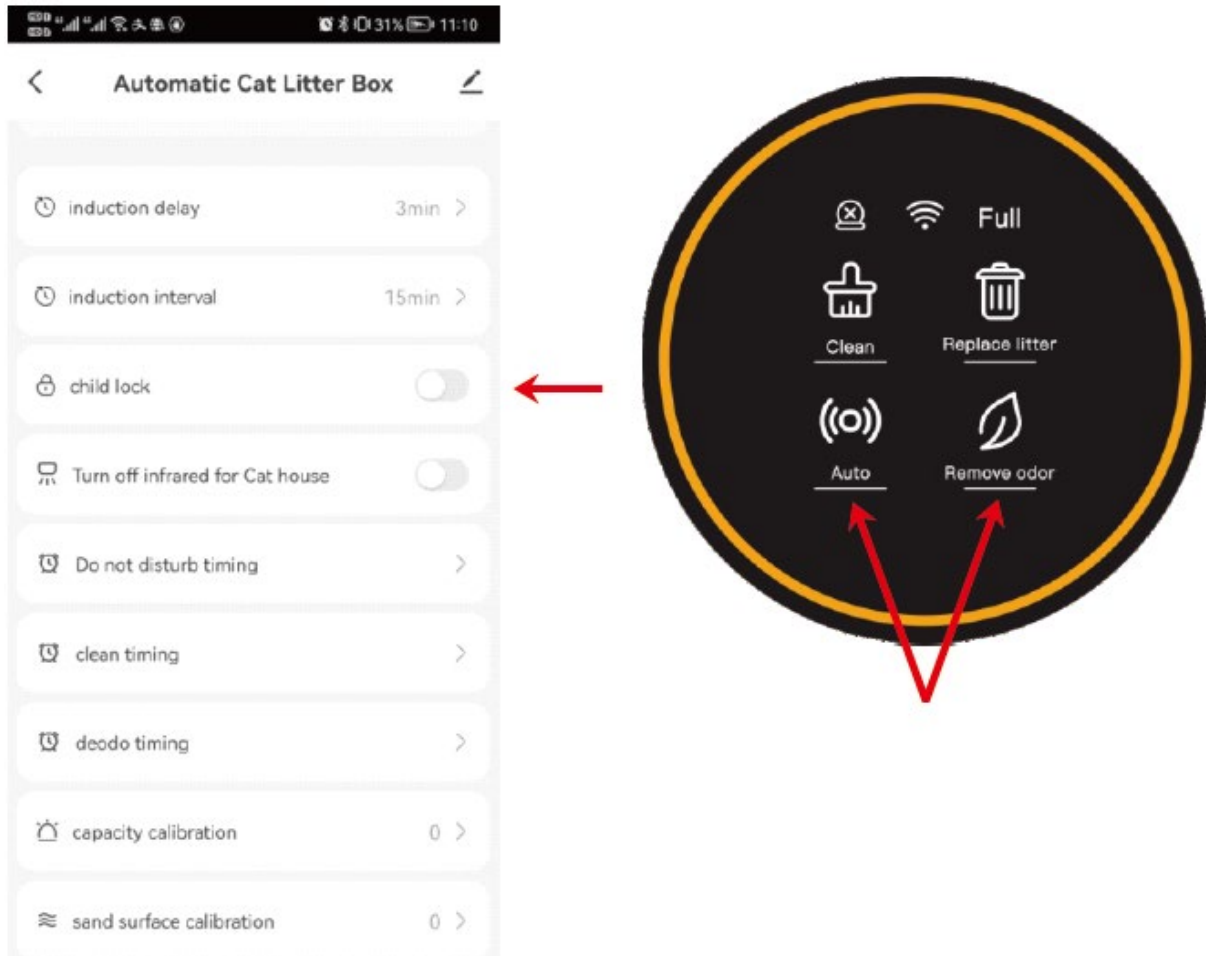 31% 11:10
Automatic Cat Litter Box
induction delay 3min
induction interval 15min
child lock
Turn off infrared for Cat house
Do not disturb timing
clean timing
deodo timing
capacity calibration 0
sand surface calibration 0
Full
Clean Replace litter
Auto Remove odor